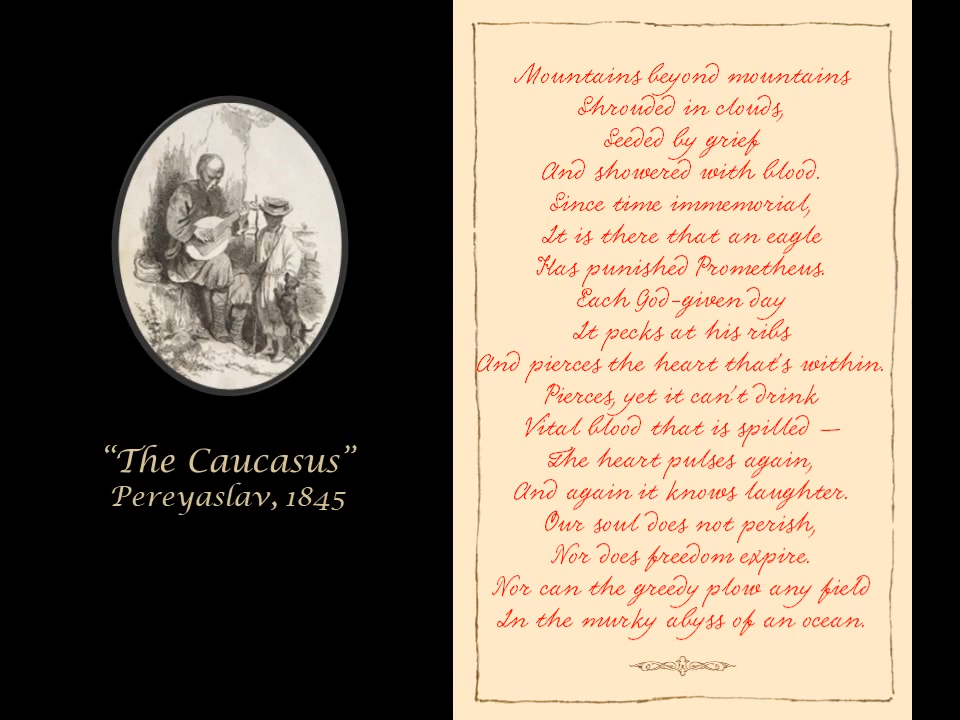 “The Caucasus”
Pereyaslav, 1845
Mountains beyond mountains
Shrouded in clouds,
Seeded by grief
And showered with blood.
Since time immemorial,
It is there that an eagle
Has punished Prometheus.
Each God-given day
It pecks at his ribs
And pierces the heart that's within.
Pierces, yet it can't drink
Vital blood that is spilled —
The heart pulses again,
And again it knows laughter.
Our soul does not perish,
Nor does freedom expire.
Nor can the greedy plow any field
In the murky abyss of an ocean.